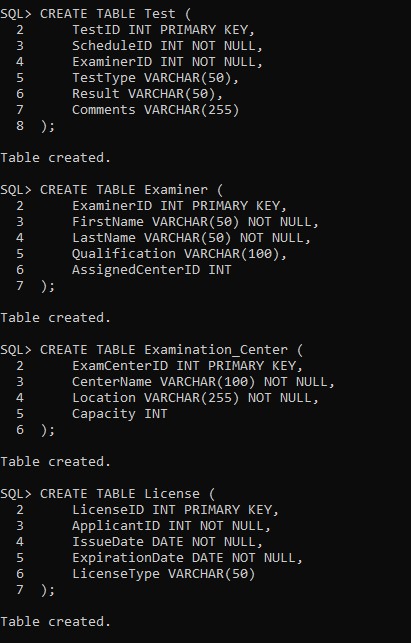 SQL> CREATE TABLE Test (
  2      TestID INT PRIMARY KEY,
  3      ScheduleID INT NOT NULL,
  4      ExaminerID INT NOT NULL,
  5      TestType VARCHAR(50),
  6      Result VARCHAR(50),
  7      Comments VARCHAR(255)
  8  );
Table created.
SQL> CREATE TABLE Examiner (
  2      ExaminerID INT PRIMARY KEY,
  3      FirstName VARCHAR(50) NOT NULL,
  4      LastName VARCHAR(50) NOT NULL,
  5      Qualification VARCHAR(100),
  6      AssignedCenterID INT
  7  );
Table created.
SQL> CREATE TABLE Examination_Center (
  2      ExamCenterID INT PRIMARY KEY,
  3      CenterName VARCHAR(100) NOT NULL,
  4      Location VARCHAR(255) NOT NULL,
  5      Capacity INT
  6  );
Table created.
SQL> CREATE TABLE License (
  2      LicenseID INT PRIMARY KEY,
  3      ApplicantID INT NOT NULL,
  4      IssueDate DATE NOT NULL,
  5      ExpirationDate DATE NOT NULL,
  6      LicenseType VARCHAR(50)
  7  );
Table created.